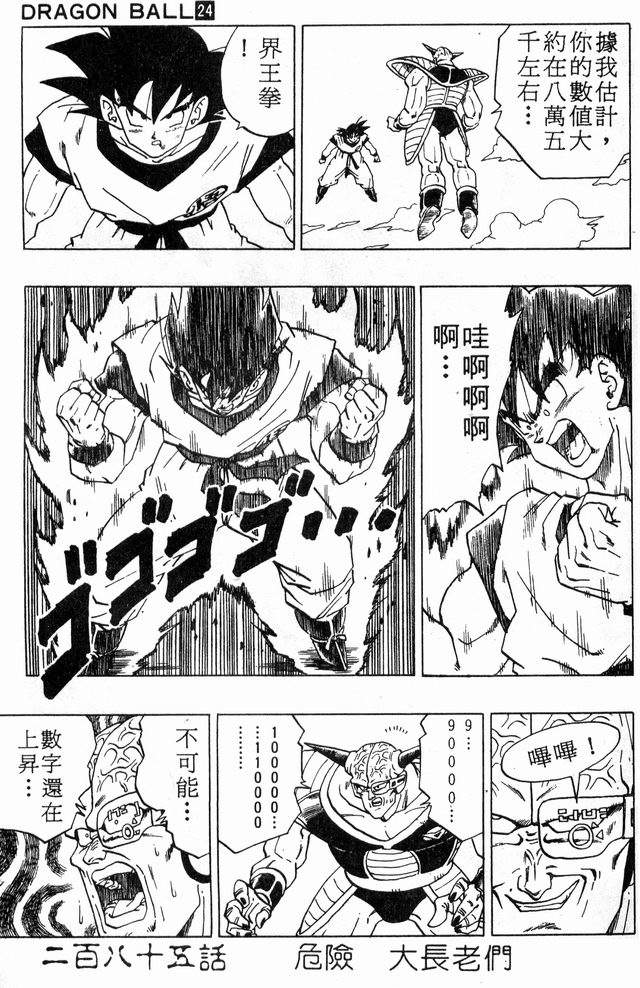 DRAGON BALL 24
據我估計，
你的數值大
約在八萬五
千左右…
界王拳
！
哇啊啊啊
啊…
ゴゴゴゴ…
嗶嗶！
9…
90000…
100000…
…110000
…………
不可能…
數字還在
上昇…
二百八十五話 危險 大長老們